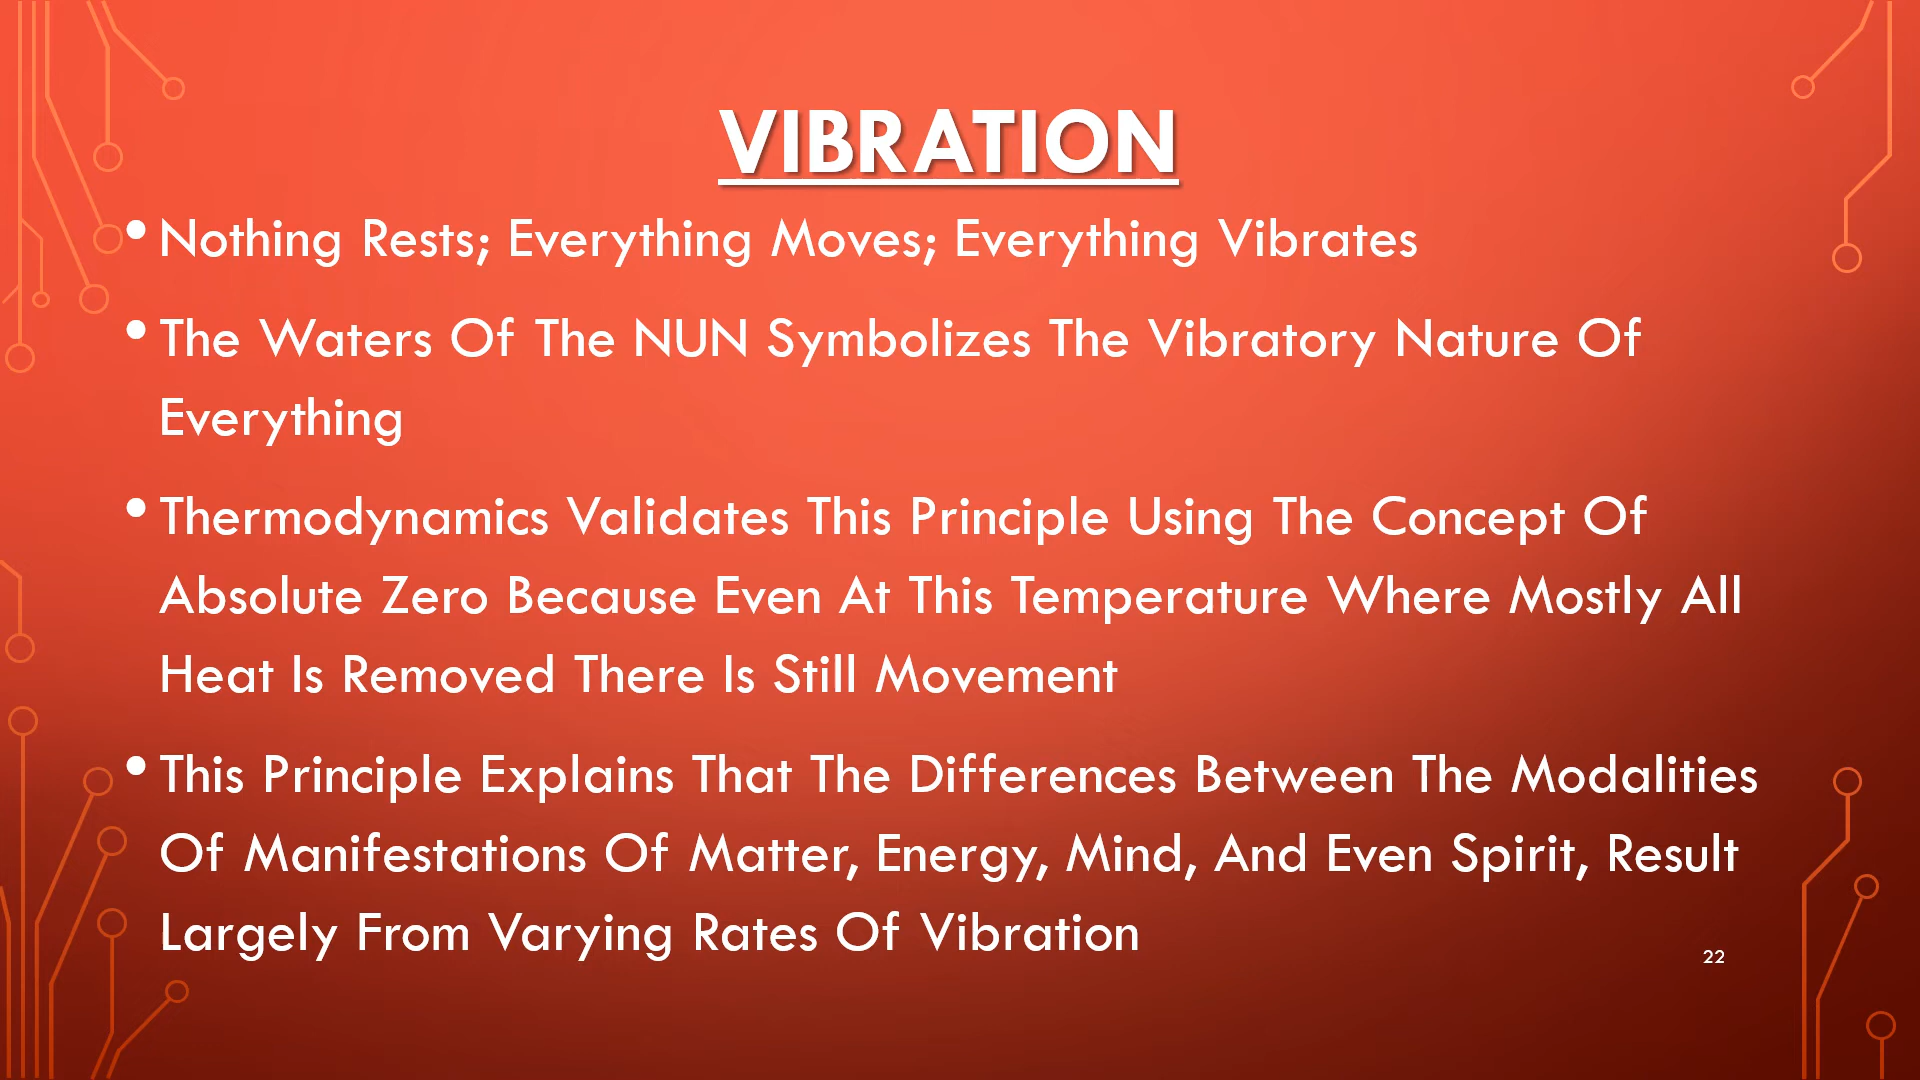 VIBRATION
• Nothing Rests; Everything Moves; Everything Vibrates
• The Waters Of The NUN Symbolizes The Vibratory Nature Of
Everything
• Thermodynamics Validates This Principle Using The Concept Of
Absolute Zero Because Even At This Temperature Where Mostly All
Heat Is Removed There Is Still Movement
• This Principle Explains That The Differences Between The Modalities
Of Manifestations Of Matter, Energy, Mind, And Even Spirit, Result
Largely From Varying Rates Of Vibration
22